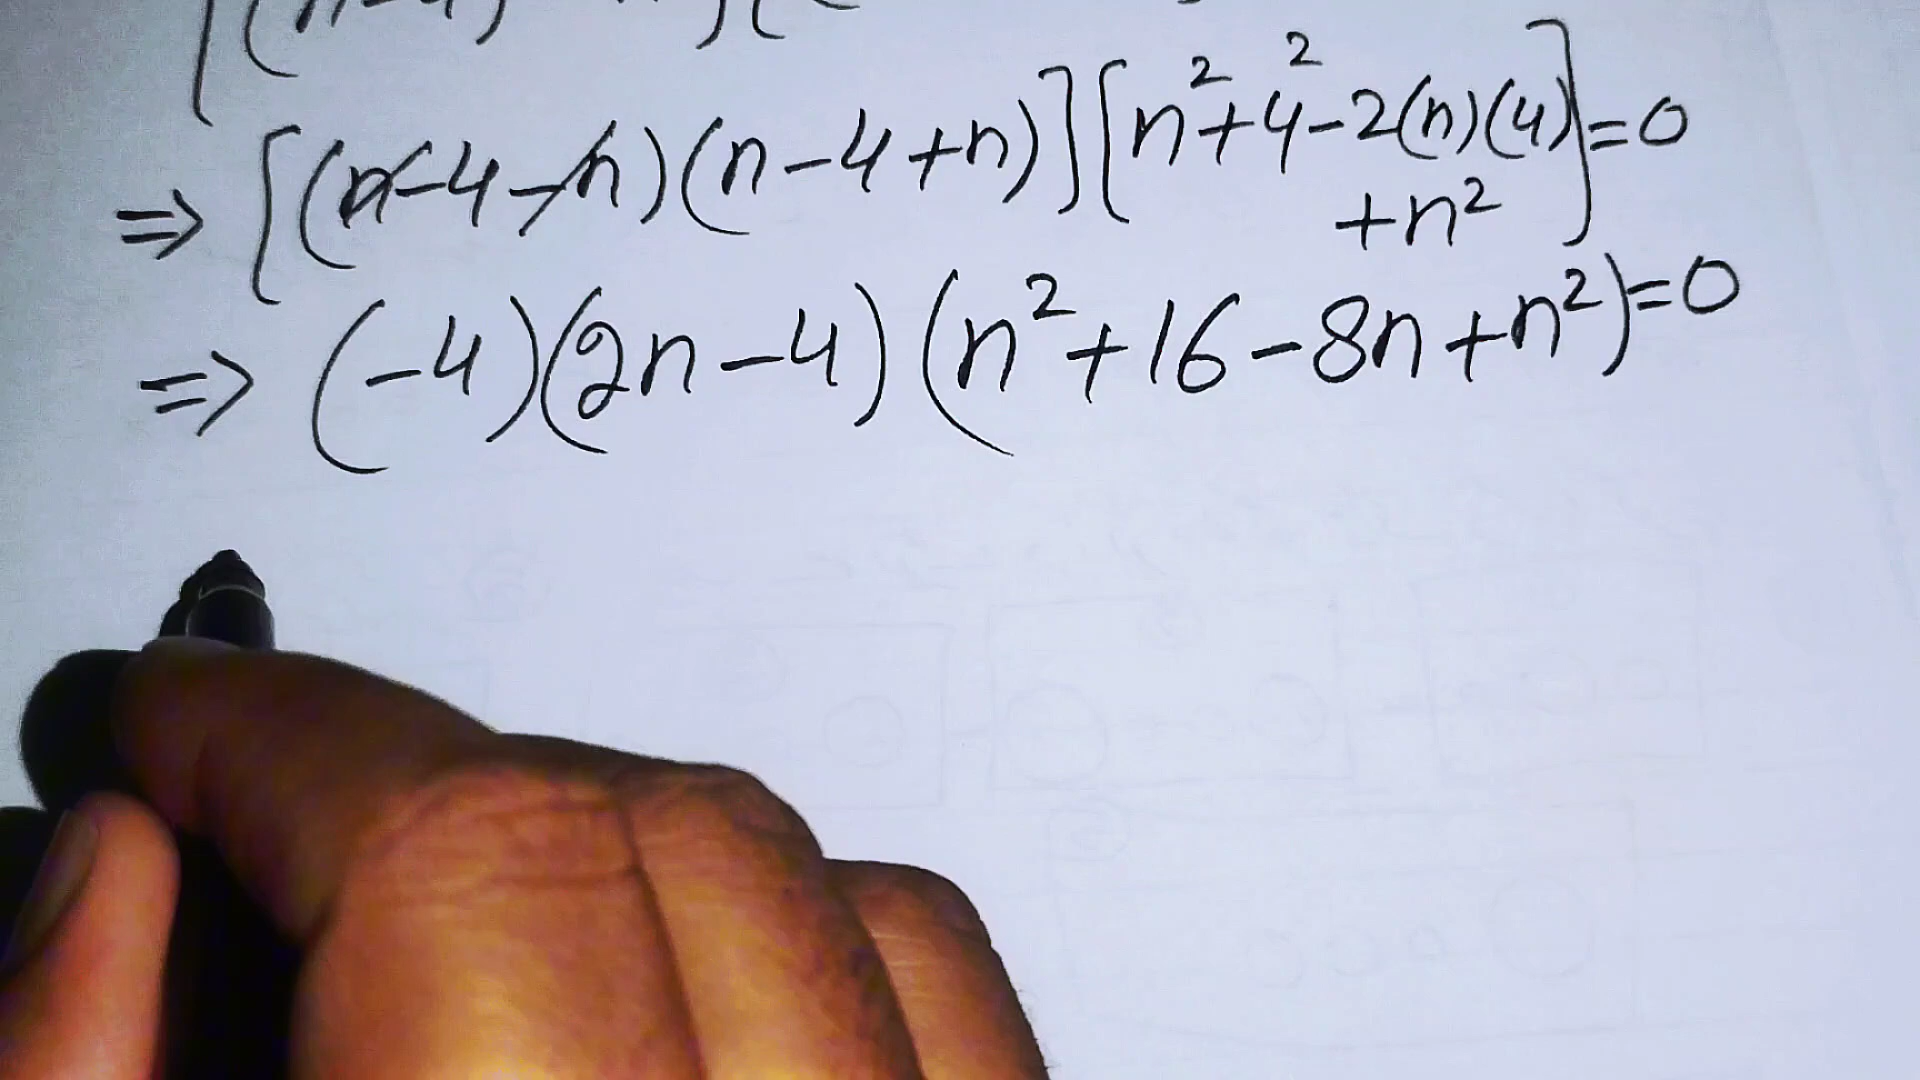 ⇒ [(n-4-n)(n-4+n)][n²+4²-2(n)(4)+n²]=0
⇒ (-4)(2n-4)(n²+16-8n+n²)=0